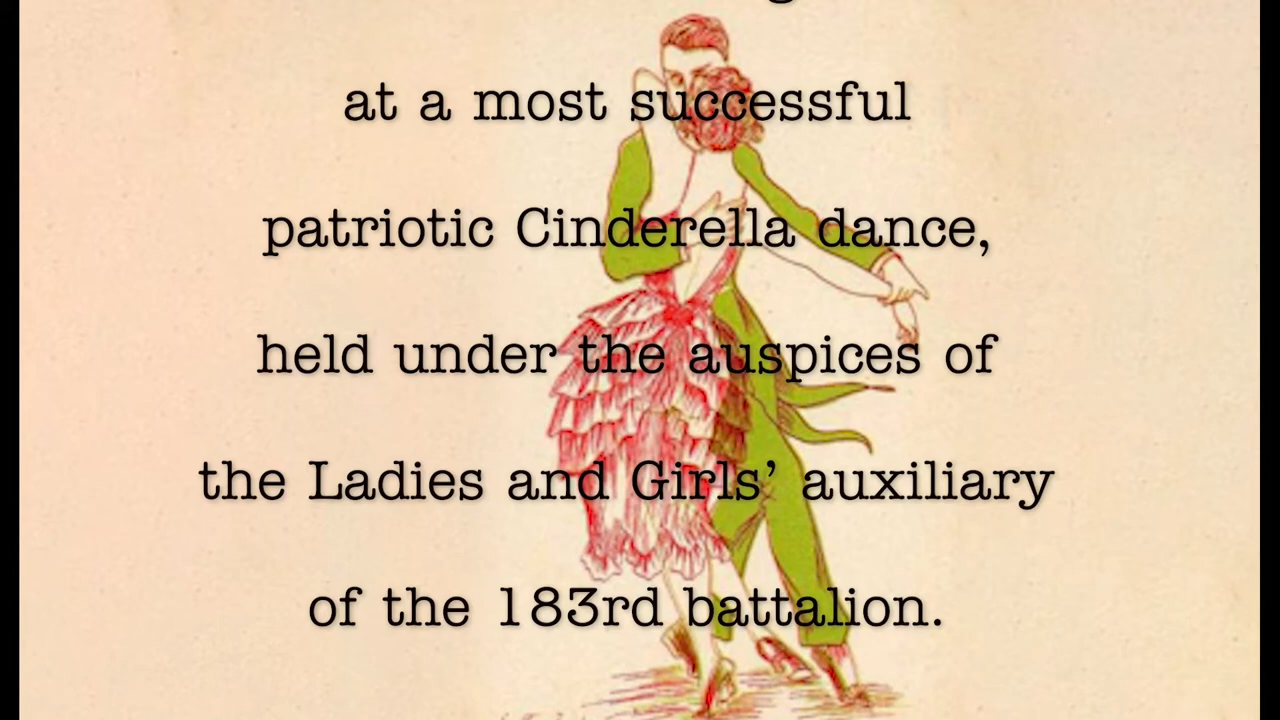 at a most successful
patriotic Cinderella dance,
held under the auspices of
the Ladies and Girls’ auxiliary
of the 183rd battalion.